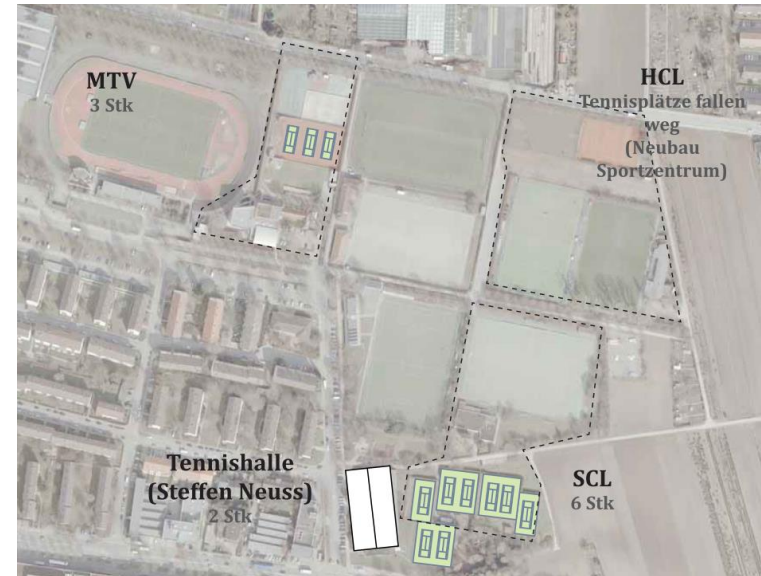 MTV
3 Stk
HCL
Tennisplätze fallen
weg
(Neubau
Sportzentrum)
Tennishalle
(Steffen Neuss)
2 Stk
SCL
6 Stk